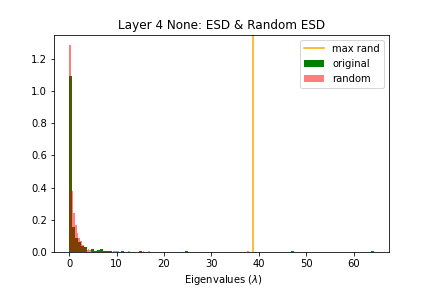 Layer 4 None: ESD & Random ESD
max rand
original
random
1.2
1.0
0.8
0.6
0.4
0.2
0.0
0 10 20 30 40 50 60
Eigenvalues (λ)